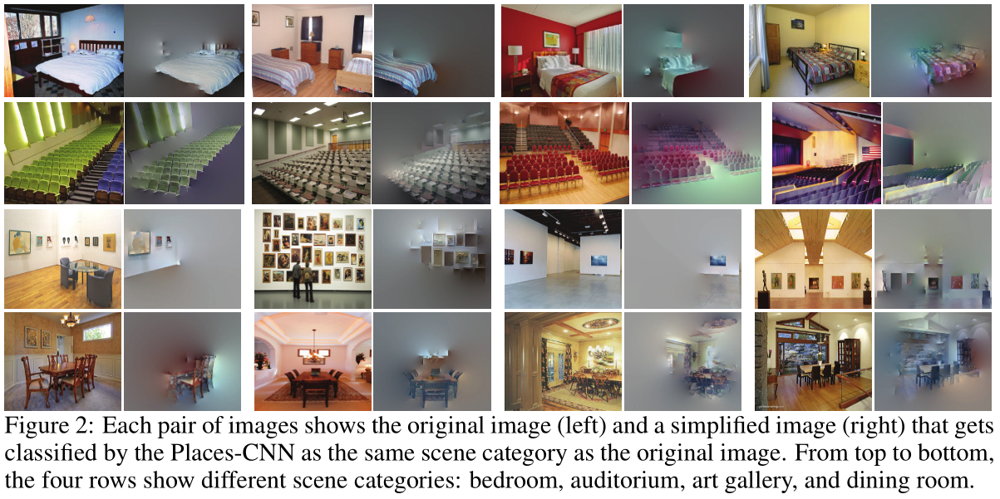 Figure 2: Each pair of images shows the original image (left) and a simplified image (right) that gets
classified by the Places-CNN as the same scene category as the original image. From top to bottom,
the four rows show different scene categories: bedroom, auditorium, art gallery, and dining room.